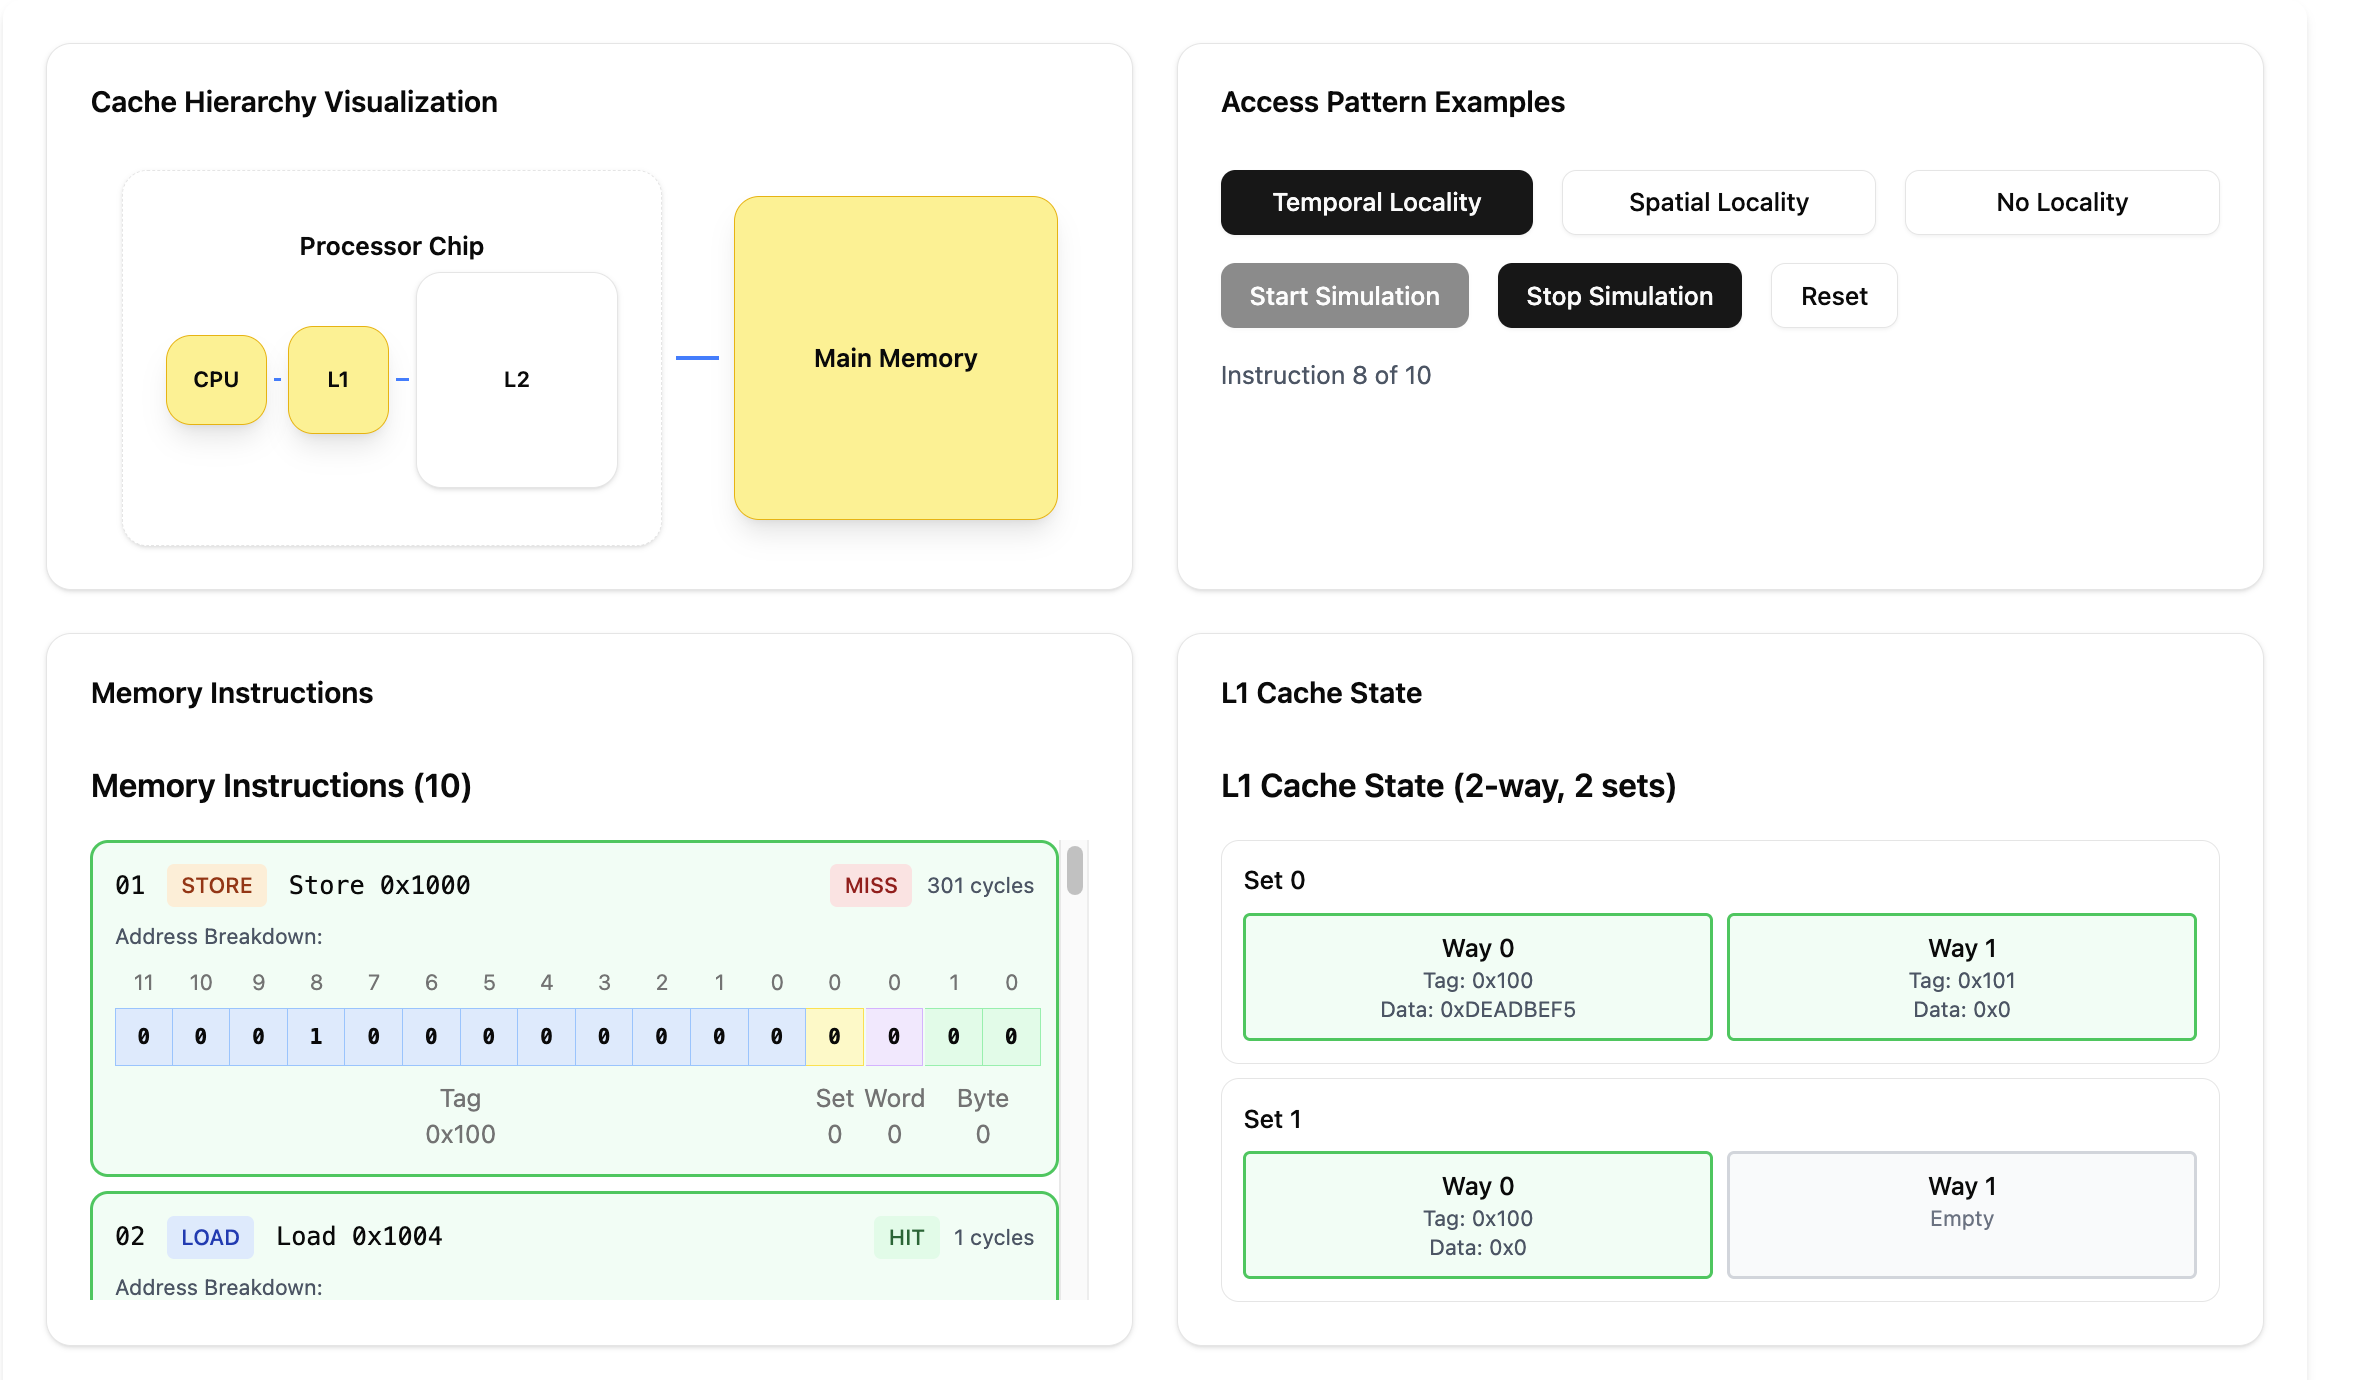 Cache Hierarchy Visualization
Processor Chip
CPU
L1
L2
Main Memory
Access Pattern Examples
Temporal Locality
Spatial Locality
No Locality
Start Simulation
Stop Simulation
Reset
Instruction 8 of 10
Memory Instructions
Memory Instructions (10)
01 STORE Store 0x1000 MISS 301 cycles
Address Breakdown:
11 10 9 8 7 6 5 4 3 2 1 0 0 0 1 0
0 0 0 1 0 0 0 0 0 0 0 0 0 0 0 0
Tag Set Word Byte
0x100 0 0 0
02 LOAD Load 0x1004 HIT 1 cycles
Address Breakdown:
L1 Cache State
L1 Cache State (2-way, 2 sets)
Set 0
Way 0
Tag: 0x100
Data: 0xDEADBEF5
Way 1
Tag: 0x101
Data: 0x0
Set 1
Way 0
Tag: 0x100
Data: 0x0
Way 1
Empty